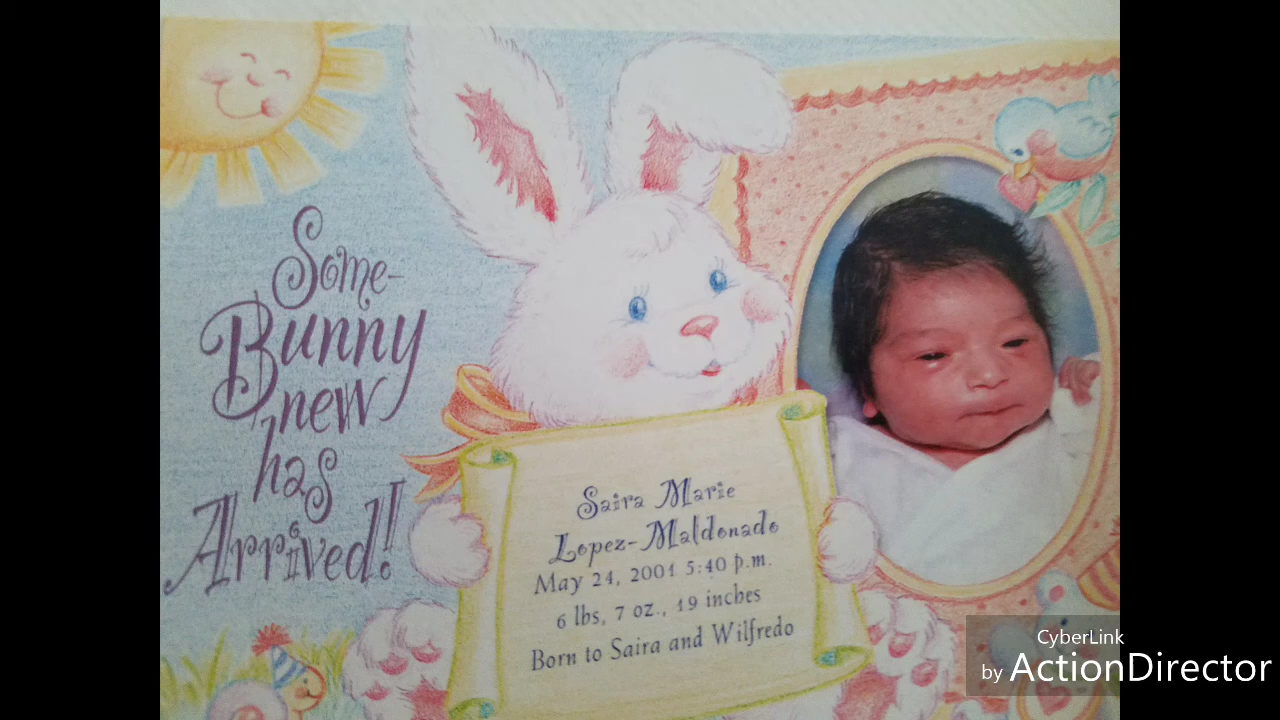 Some-
Bunny
new
has
Arrived!
Saira Marie
Lopez-Maldonado
May 24, 2001 5:40 p.m.
6 lbs, 7 oz., 19 inches
Born to Saira and Wilfredo
CyberLink
by ActionDirector